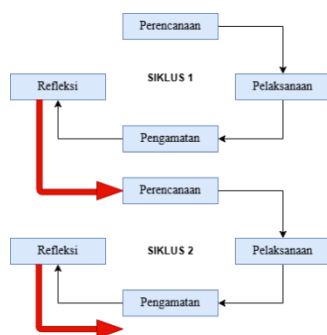 Perencanaan
Refleksi
SIKLUS 1
Pelaksanaan
Pengamatan
Perencanaan
Refleksi
SIKLUS 2
Pelaksanaan
Pengamatan